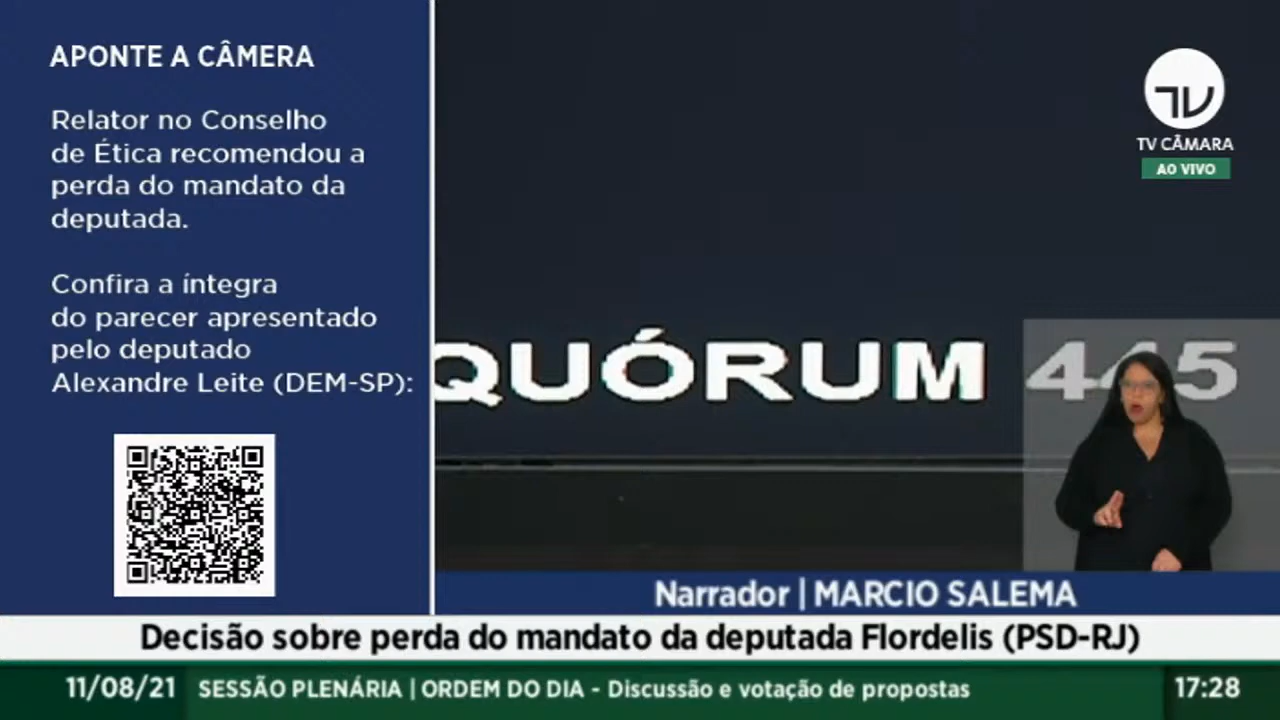 APONTE A CÂMERA
Relator no Conselho
de Ética recomendou a
perda do mandato da
deputada.
Confira a íntegra
do parecer apresentado
pelo deputado
Alexandre Leite (DEM-SP):
TV CÂMARA
AO VIVO
QUÓRUM 445
Narrador | MARCIO SALEMA
Decisão sobre perda do mandato da deputada Flordelis (PSD-RJ)
11/08/21 SESSÃO PLENÁRIA | ORDEM DO DIA - Discussão e votação de propostas 17:28